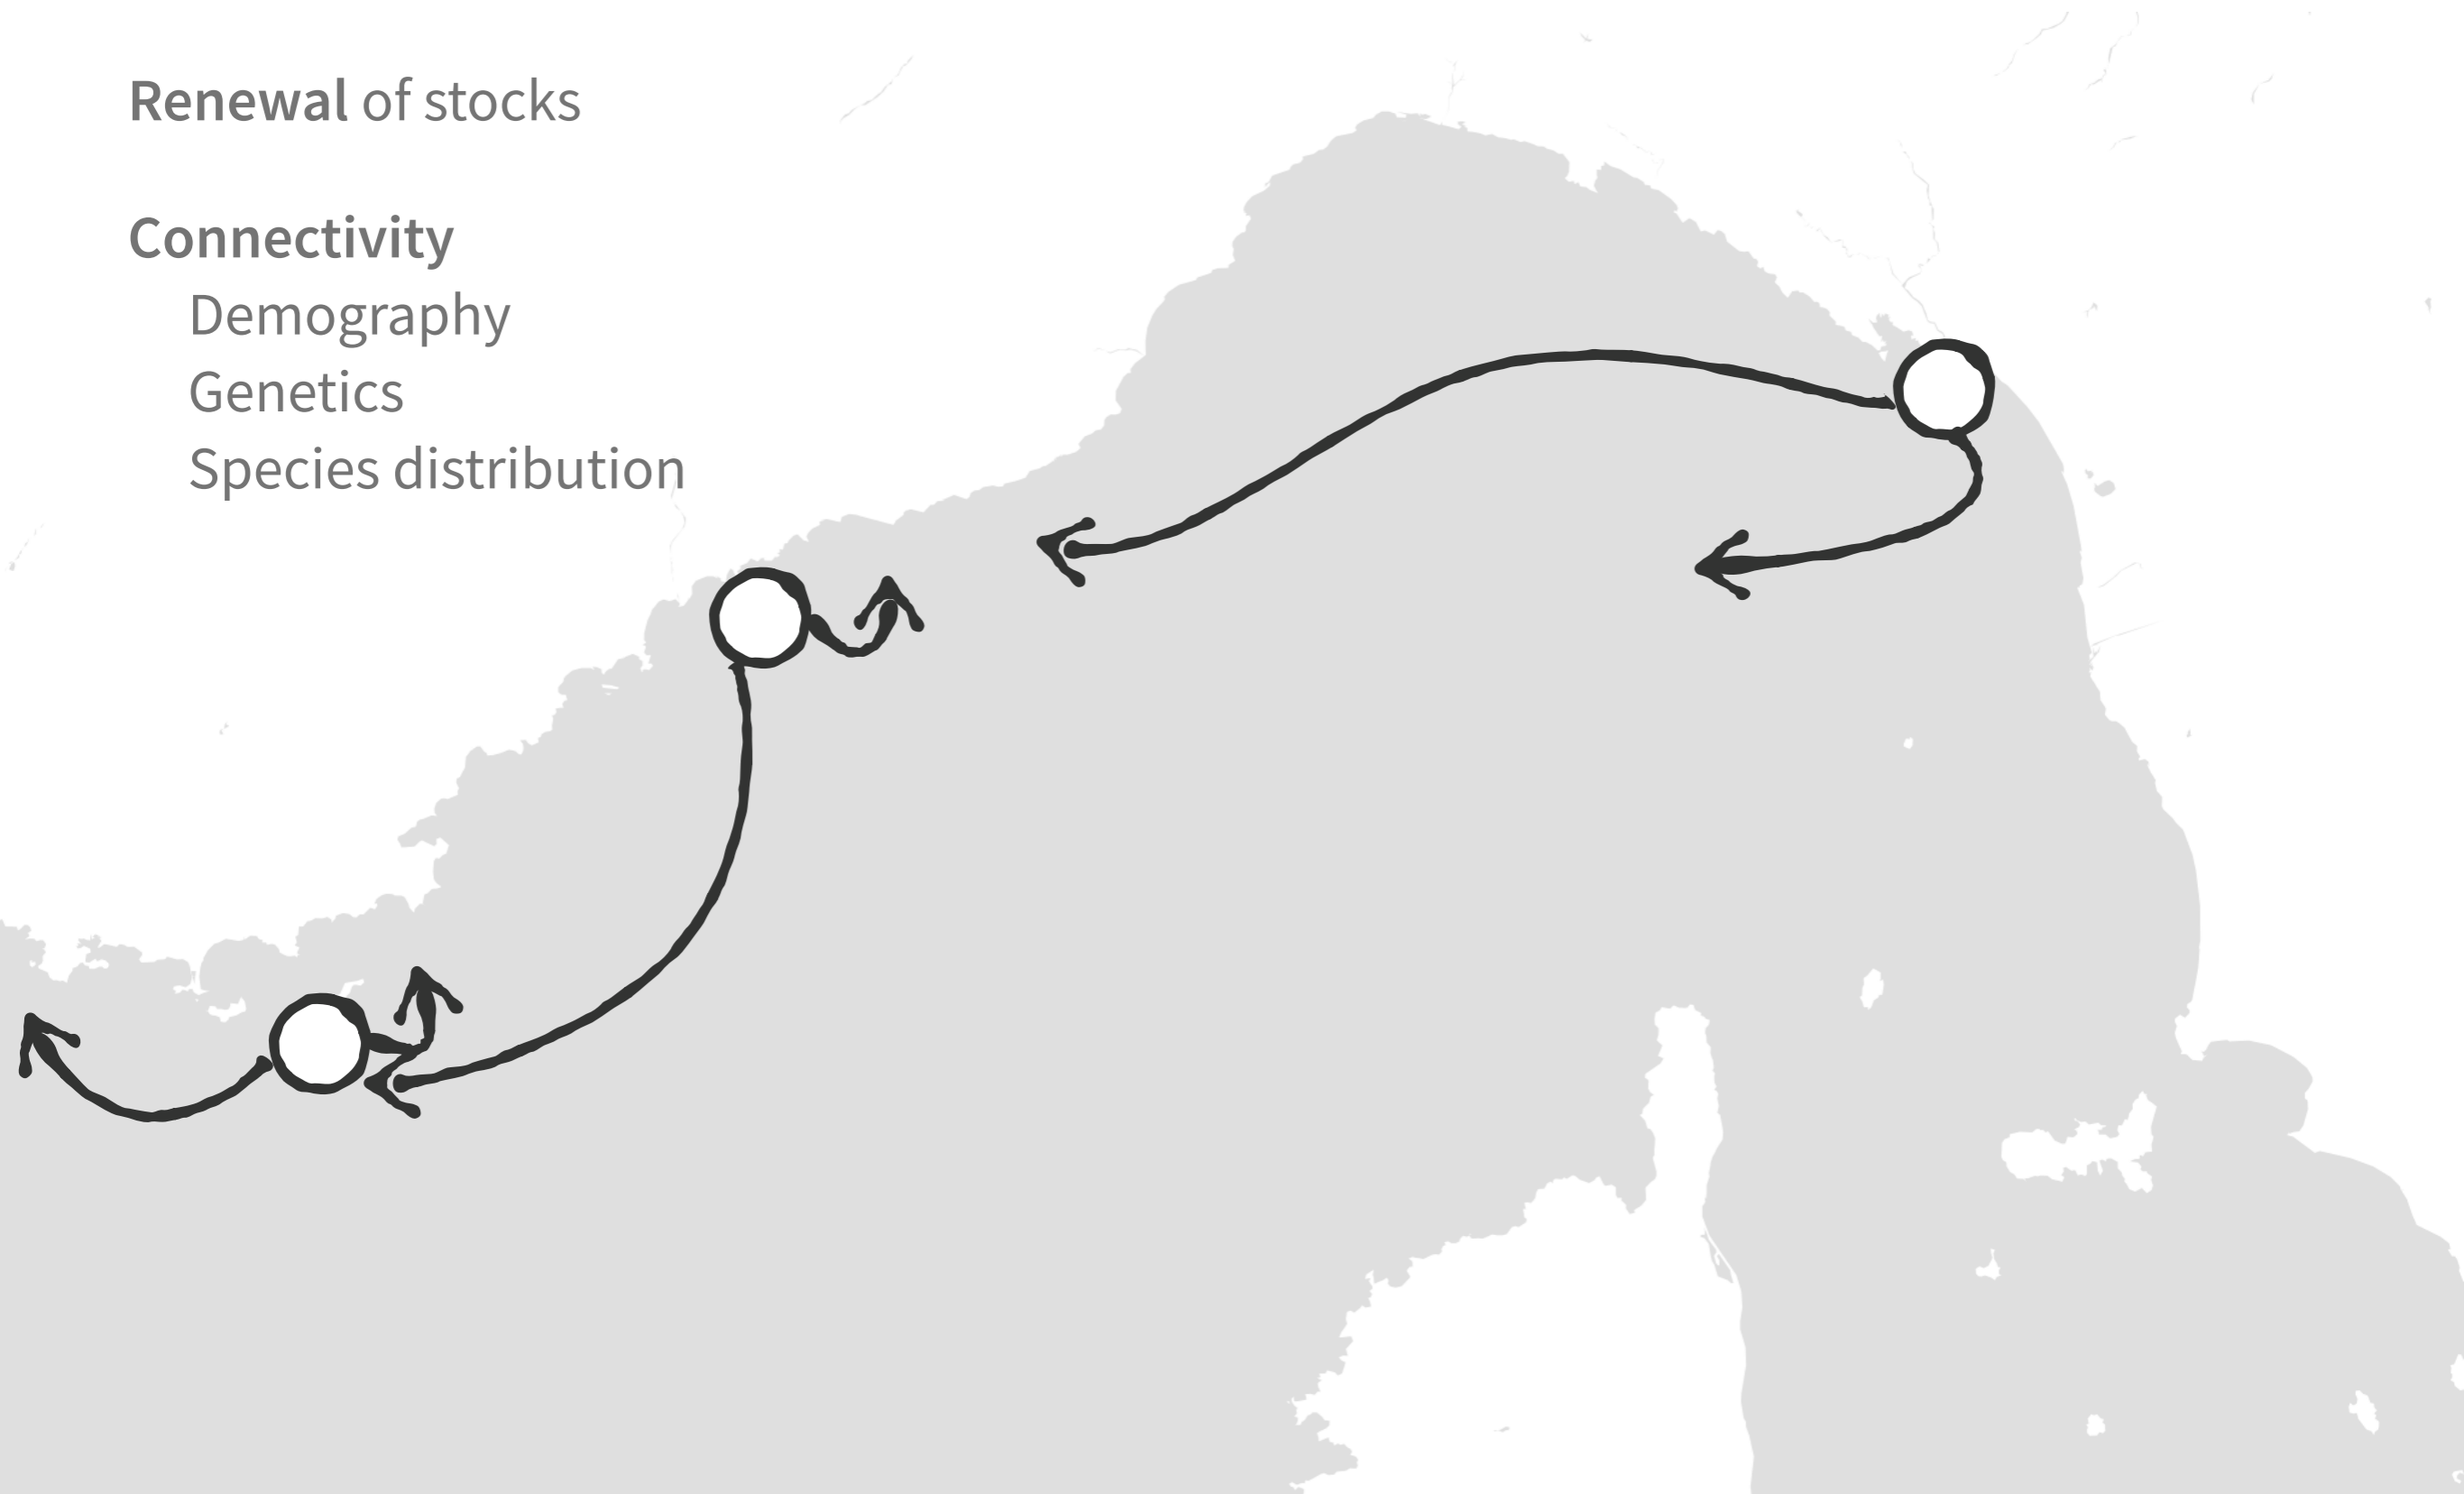 Renewal of stocks
Connectivity
Demography
Genetics
Species distribution